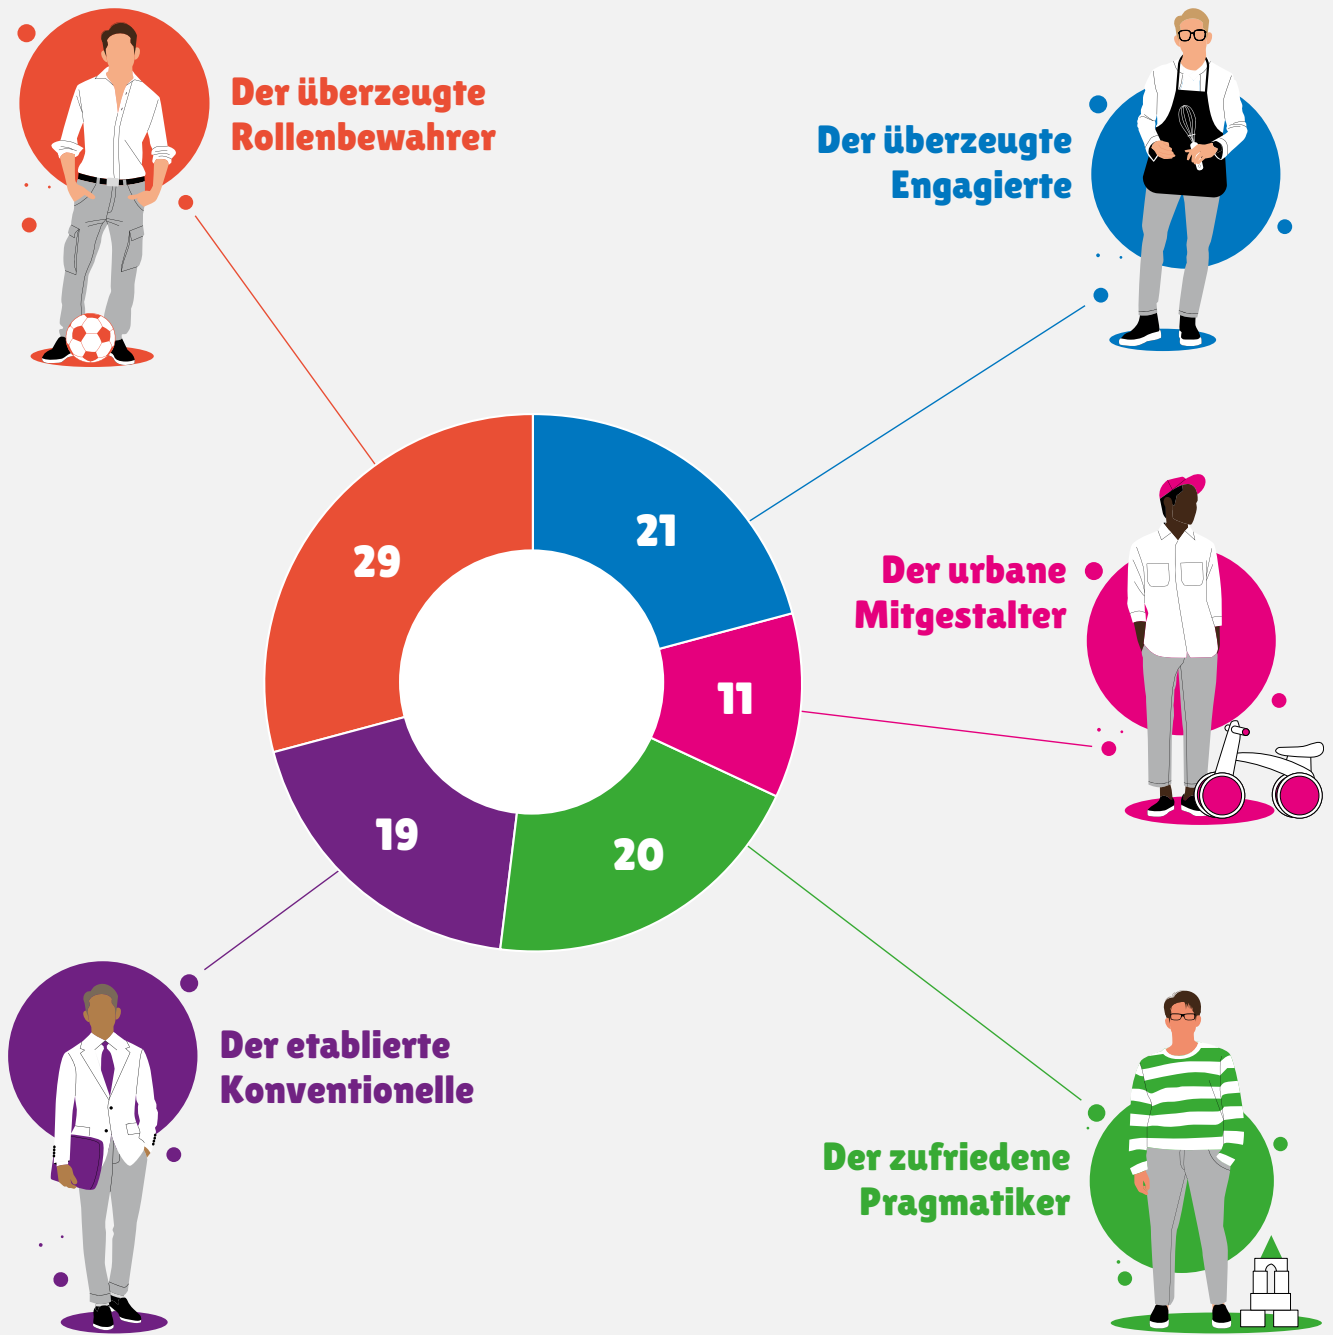 Der überzeugte
Rollenbewahrer
Der überzeugte
Engagierte
29
21
Der urbane
Mitgestalter
11
19
20
Der etablierte
Konventionelle
Der zufriedene
Pragmatiker